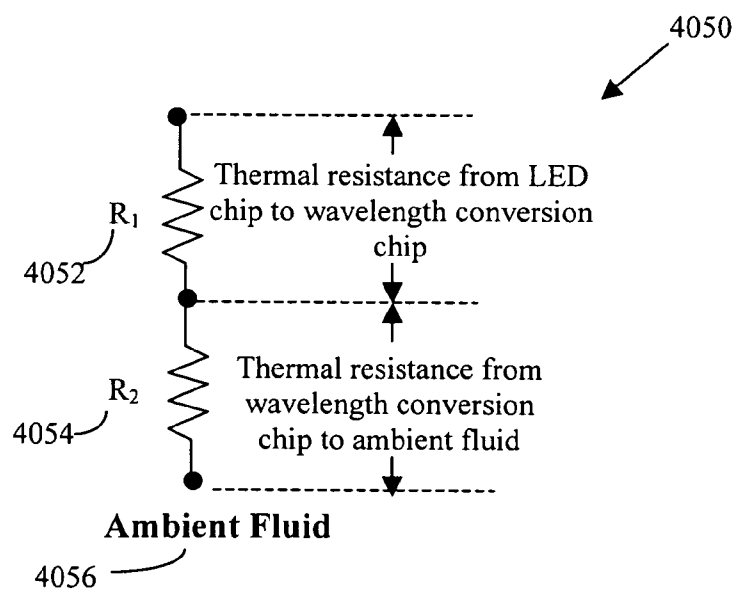 4050
Thermal resistance from LED
chip to wavelength conversion
chip
R₁
4052
Thermal resistance from
wavelength conversion
chip to ambient fluid
R₂
4054
Ambient Fluid
4056